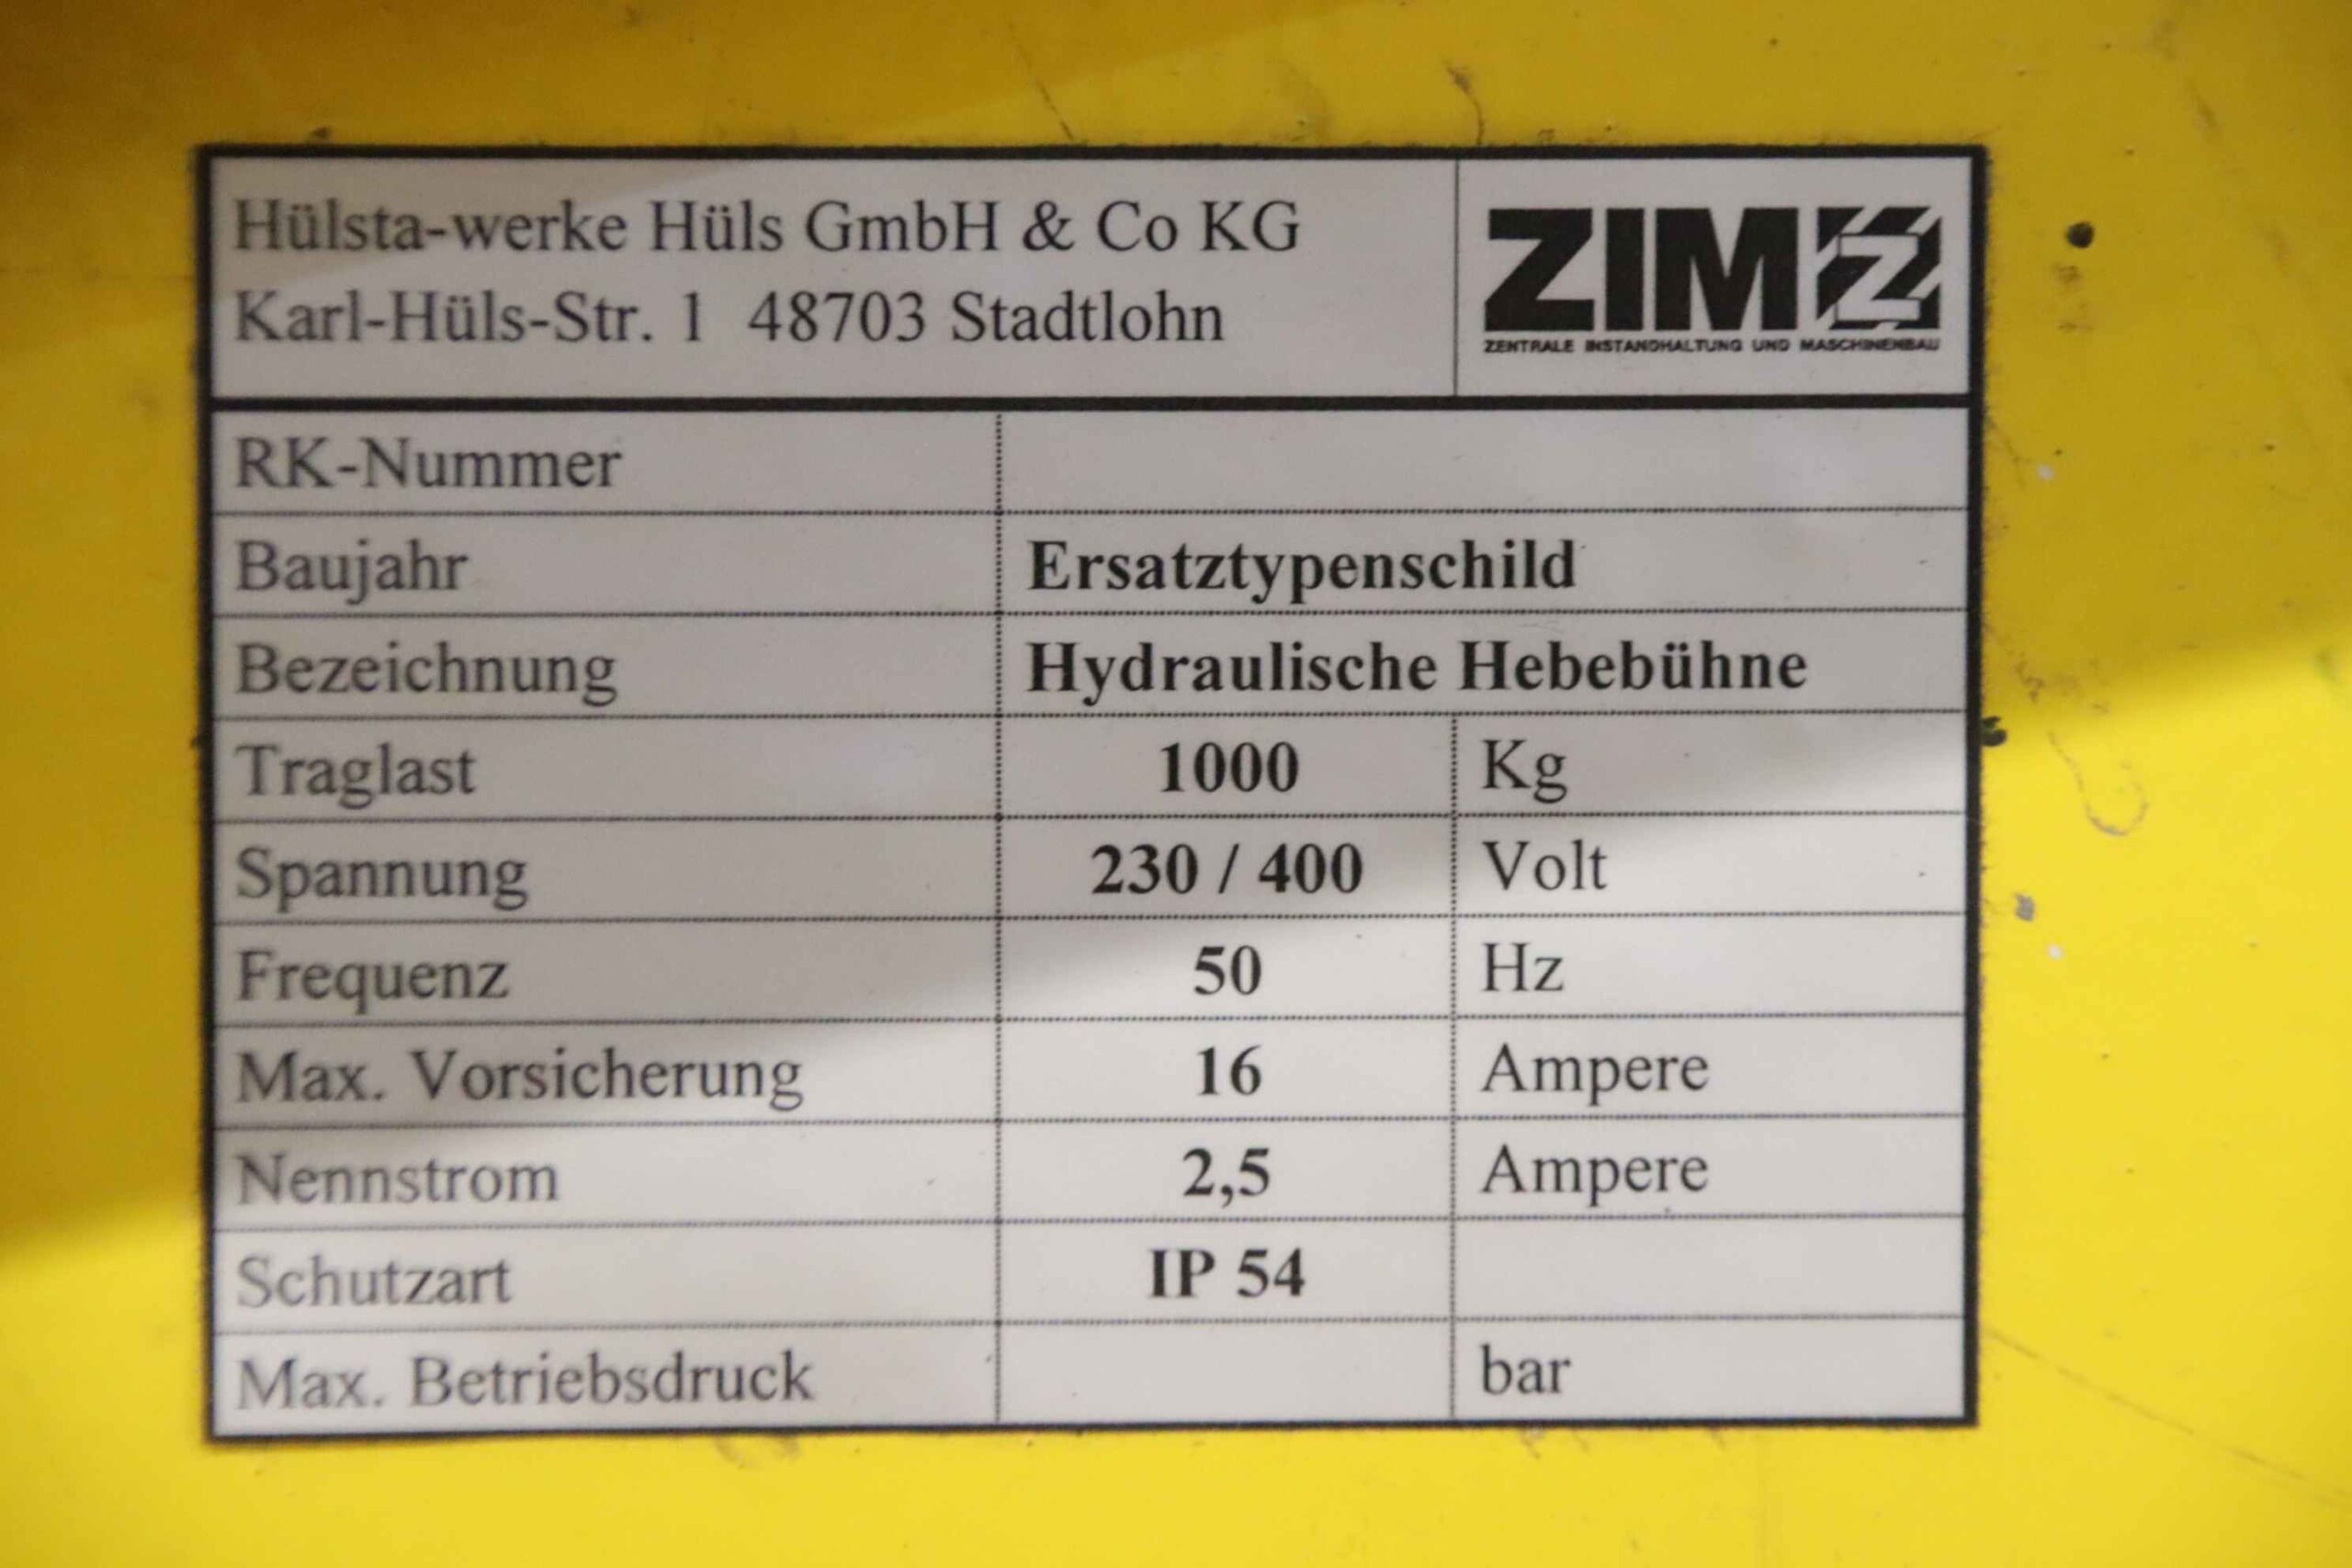 Hülsta-werke Hüls GmbH & Co KG
Karl-Hüls-Str. 1 48703 Stadtlohn
ZIM Z
ZENTRALE INSTANDHALTUNG UND MASCHINENBAU
RK-Nummer
Baujahr Ersatztypenschild
Bezeichnung Hydraulische Hebebühne
Traglast 1000 Kg
Spannung 230 / 400 Volt
Frequenz 50 Hz
Max. Vorsicherung 16 Ampere
Nennstrom 2,5 Ampere
Schutzart IP 54
Max. Betriebsdruck bar